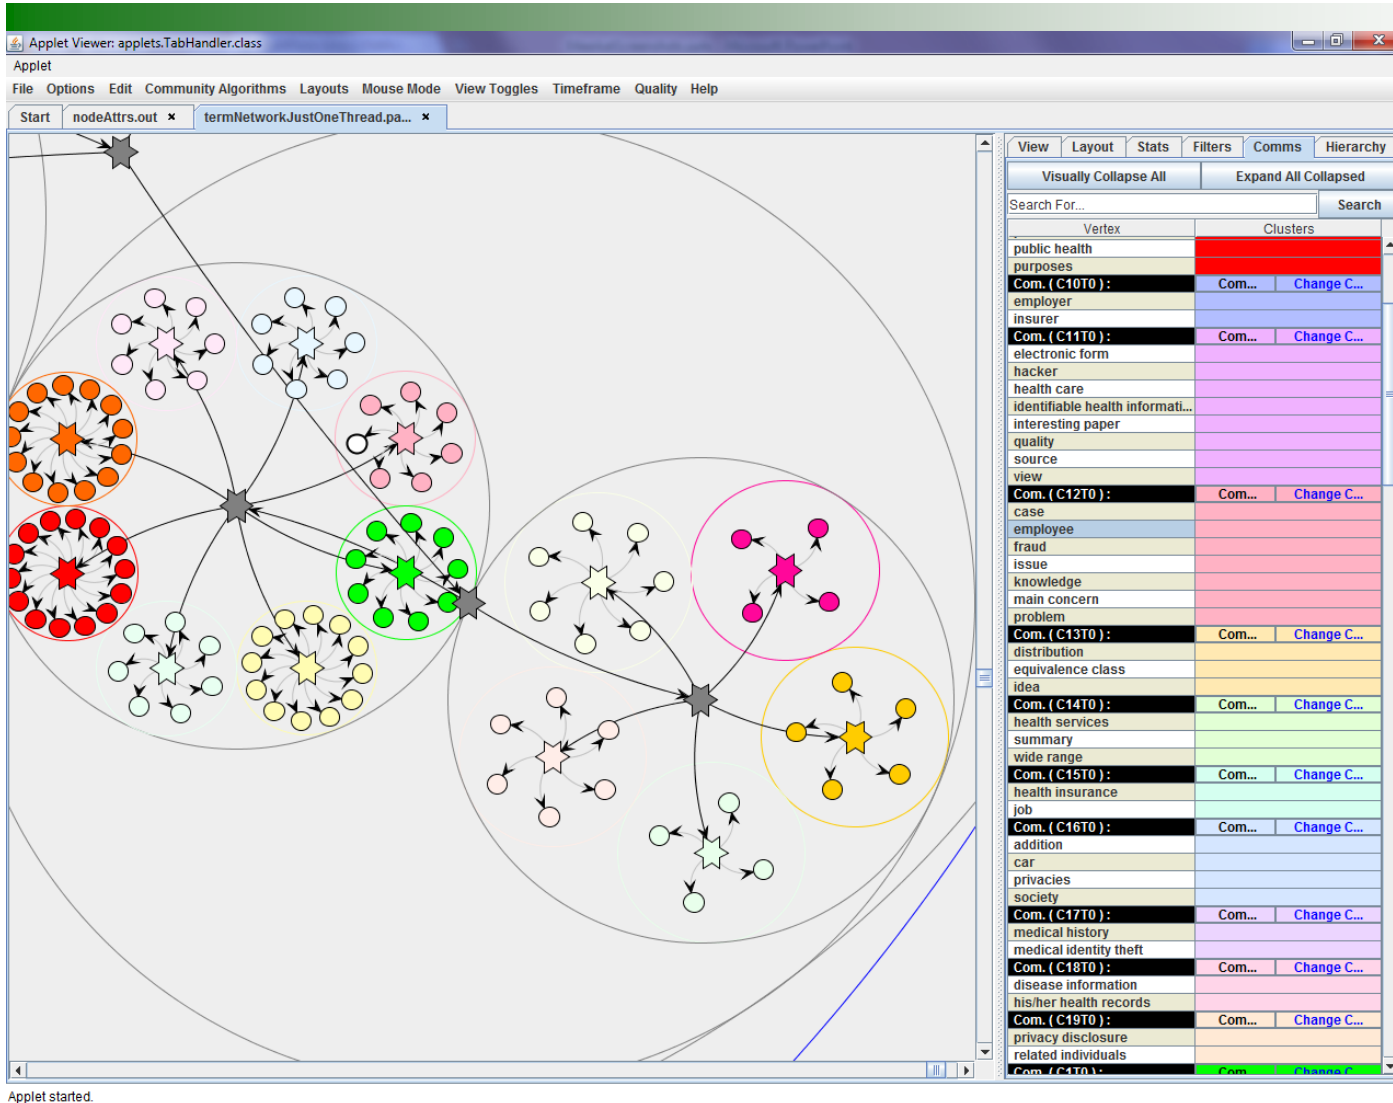 Applet Viewer: applets.TabHandler.class
Applet
File Options Edit Community Algorithms Layouts Mouse Mode View Toggles Timeframe Quality Help
Start nodeAttrs.out × termNetworkJustOneThread.pa... ×
View Layout Stats Filters Comms Hierarchy
Visually Collapse All Expand All Collapsed
Search For... Search
Vertex Clusters
public health
purposes
Com. ( C10T0 ) : Com... Change C...
employer
insurer
Com. ( C11T0 ) : Com... Change C...
electronic form
hacker
health care
identifiable health informati...
interesting paper
quality
source
view
Com. ( C12T0 ) : Com... Change C...
case
employee
fraud
issue
knowledge
main concern
problem
Com. ( C13T0 ) : Com... Change C...
distribution
equivalence class
idea
Com. ( C14T0 ) : Com... Change C...
health services
summary
wide range
Com. ( C15T0 ) : Com... Change C...
health insurance
job
Com. ( C16T0 ) : Com... Change C...
addition
car
privacies
society
Com. ( C17T0 ) : Com... Change C...
medical history
medical identity theft
Com. ( C18T0 ) : Com... Change C...
disease information
his/her health records
Com. ( C19T0 ) : Com... Change C...
privacy disclosure
related individuals
Com. ( C1T0 ) : Com... Change C...
Applet started.